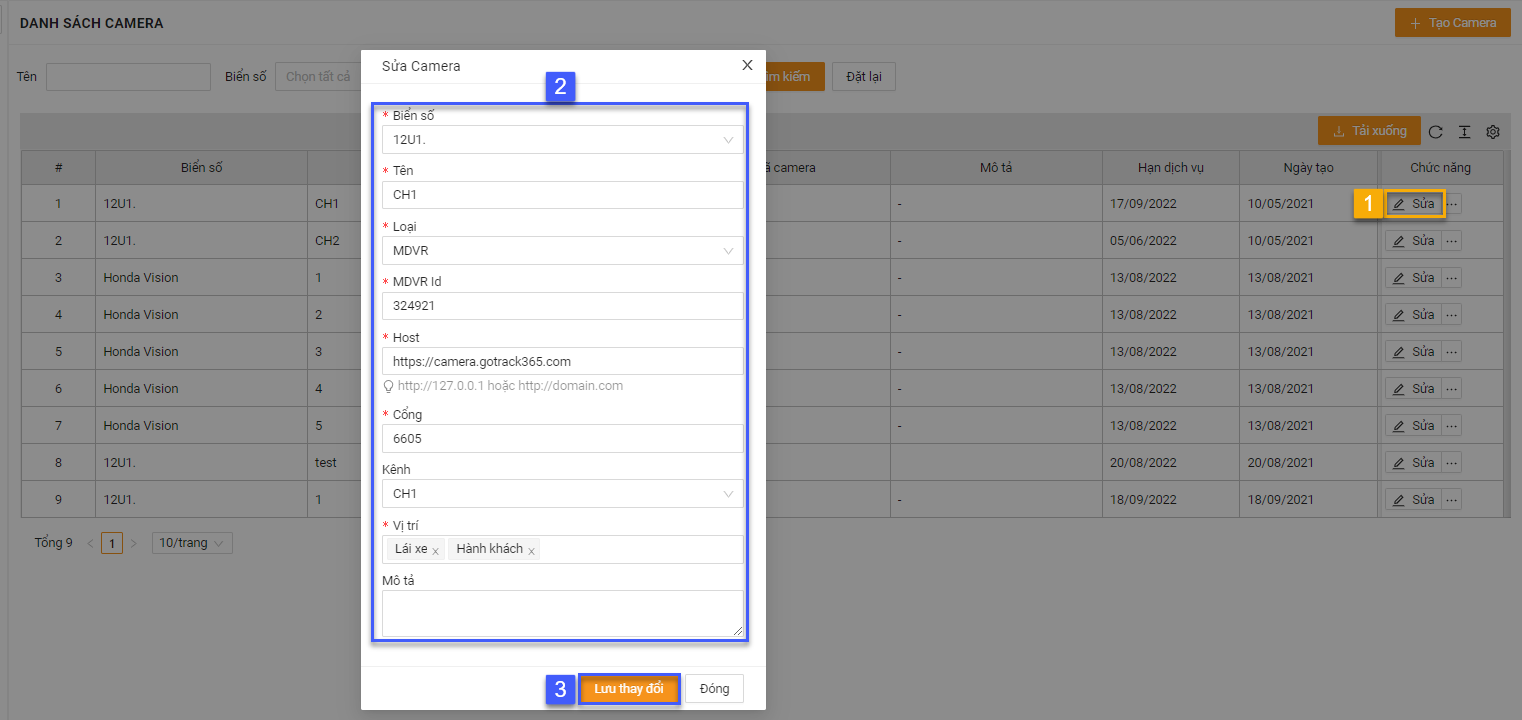 DANH SÁCH CAMERA
+ Tạo Camera
Tên
Biển số Chọn tất cả
im kiếm Đặt lại
Tải xuống
# Biển số camera Mô tả Hạn dịch vụ Ngày tạo Chức năng
1 12U1. CH1 - 17/09/2022 10/05/2021 1 Sửa ...
2 12U1. CH2 - 05/06/2022 10/05/2021 Sửa ...
3 Honda Vision 1 - 13/08/2022 13/08/2021 Sửa ...
4 Honda Vision 2 - 13/08/2022 13/08/2021 Sửa ...
5 Honda Vision 3 - 13/08/2022 13/08/2021 Sửa ...
6 Honda Vision 4 - 13/08/2022 13/08/2021 Sửa ...
7 Honda Vision 5 - 13/08/2022 13/08/2021 Sửa ...
8 12U1. test 20/08/2022 20/08/2021 Sửa ...
9 12U1. 1 - 18/09/2022 18/09/2021 Sửa ...
Tổng 9 < 1 > 10/trang
Sửa Camera
2
* Biển số
12U1.
* Tên
CH1
* Loại
MDVR
* MDVR Id
324921
* Host
https://camera.gotrack365.com
http://127.0.0.1 hoặc http://domain.com
* Cổng
6605
Kênh
CH1
* Vị trí
Lái xe x Hành khách x
Mô tả
3 Lưu thay đổi Đóng